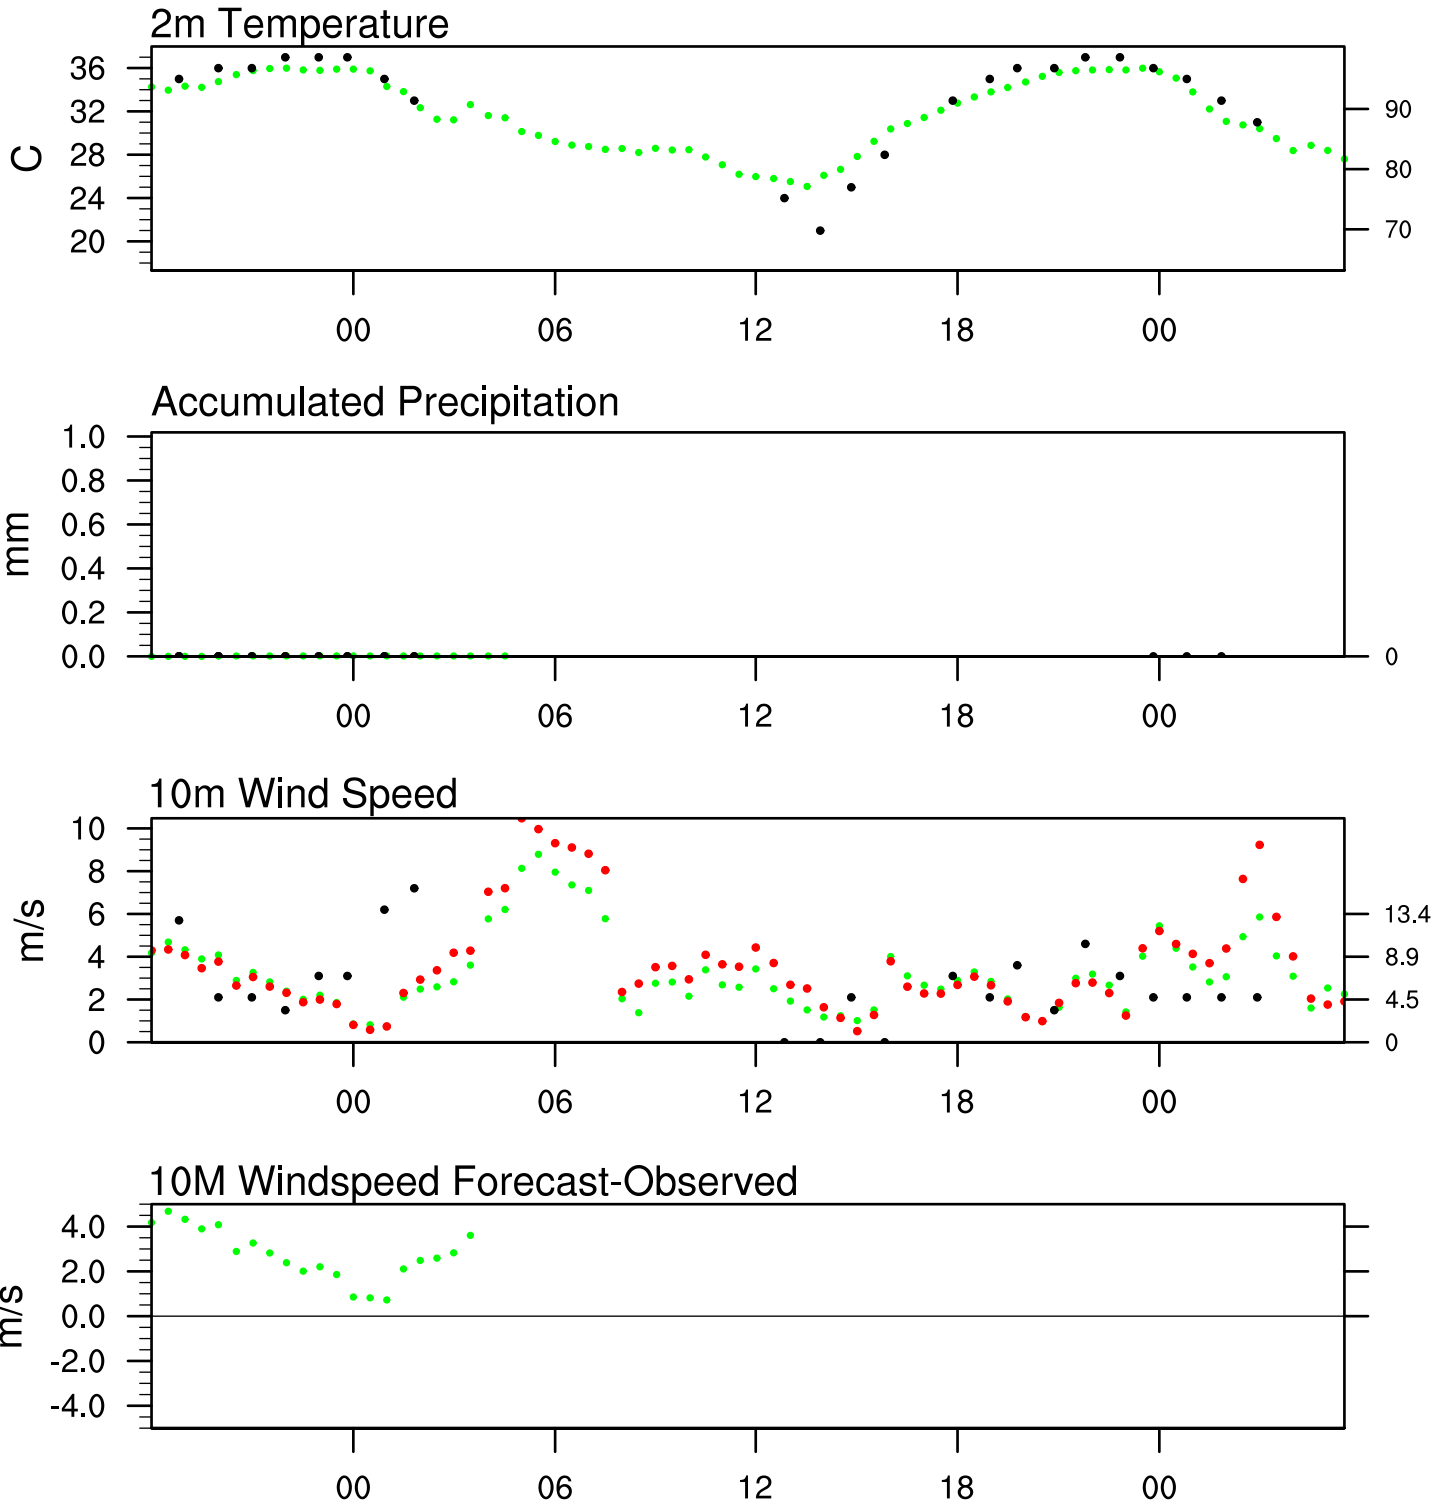 2m Temperature
36
32
28
24
20
C
90
80
70
00 06 12 18 00
Accumulated Precipitation
1.0
0.8
0.6
0.4
0.2
0.0
mm
0
00 06 12 18 00
10m Wind Speed
10
8
6
4
2
0
m/s
13.4
8.9
4.5
0
00 06 12 18 00
10M Windspeed Forecast-Observed
4.0
2.0
0.0
-2.0
-4.0
m/s
00 06 12 18 00